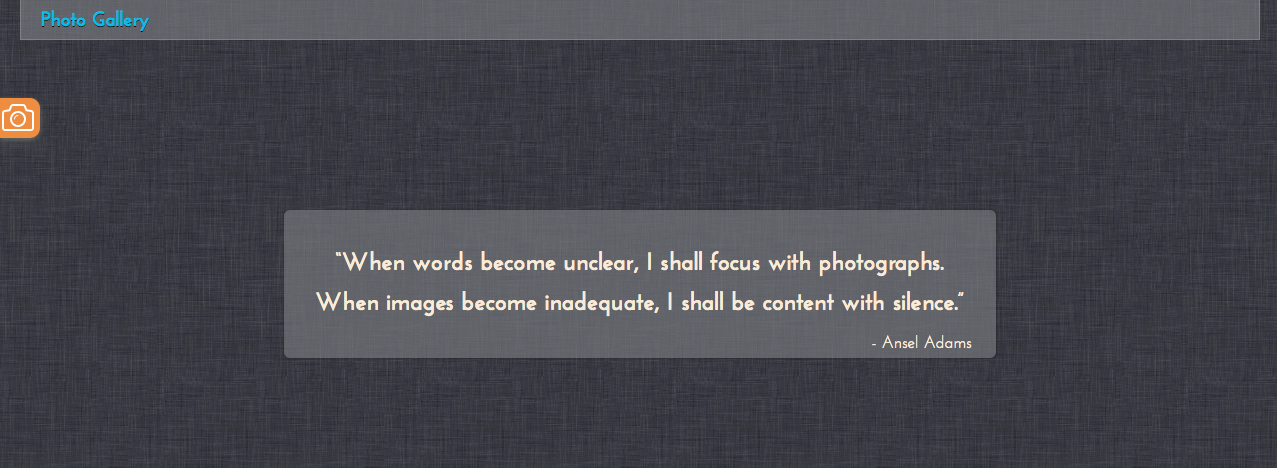 Photo Gallery
“When words become unclear, I shall focus with photographs.
When images become inadequate, I shall be content with silence.”
- Ansel Adams